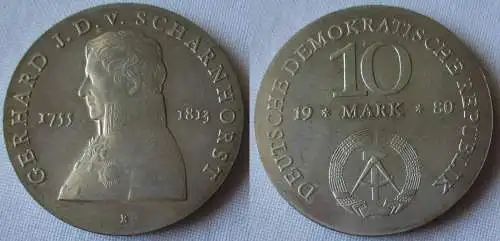 GERHARD J.D.V. SCHARNHORST
1755 1813
DEUTSCHE DEMOKRATISCHE REPUBLIK
10
19 * MARK * 80